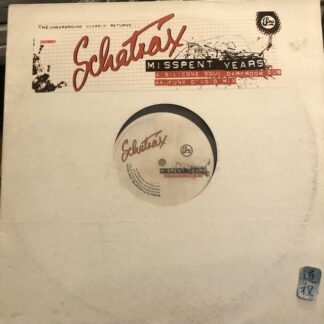 THE UNDERGROUND CLASSIC RETURNS
Schatrax
MISSPENT YEARS
A. SILICONE SOUL DARKROOM DUB
AA. FUNK D'VOID MIX
Schatrax
MISSPENT YEARS